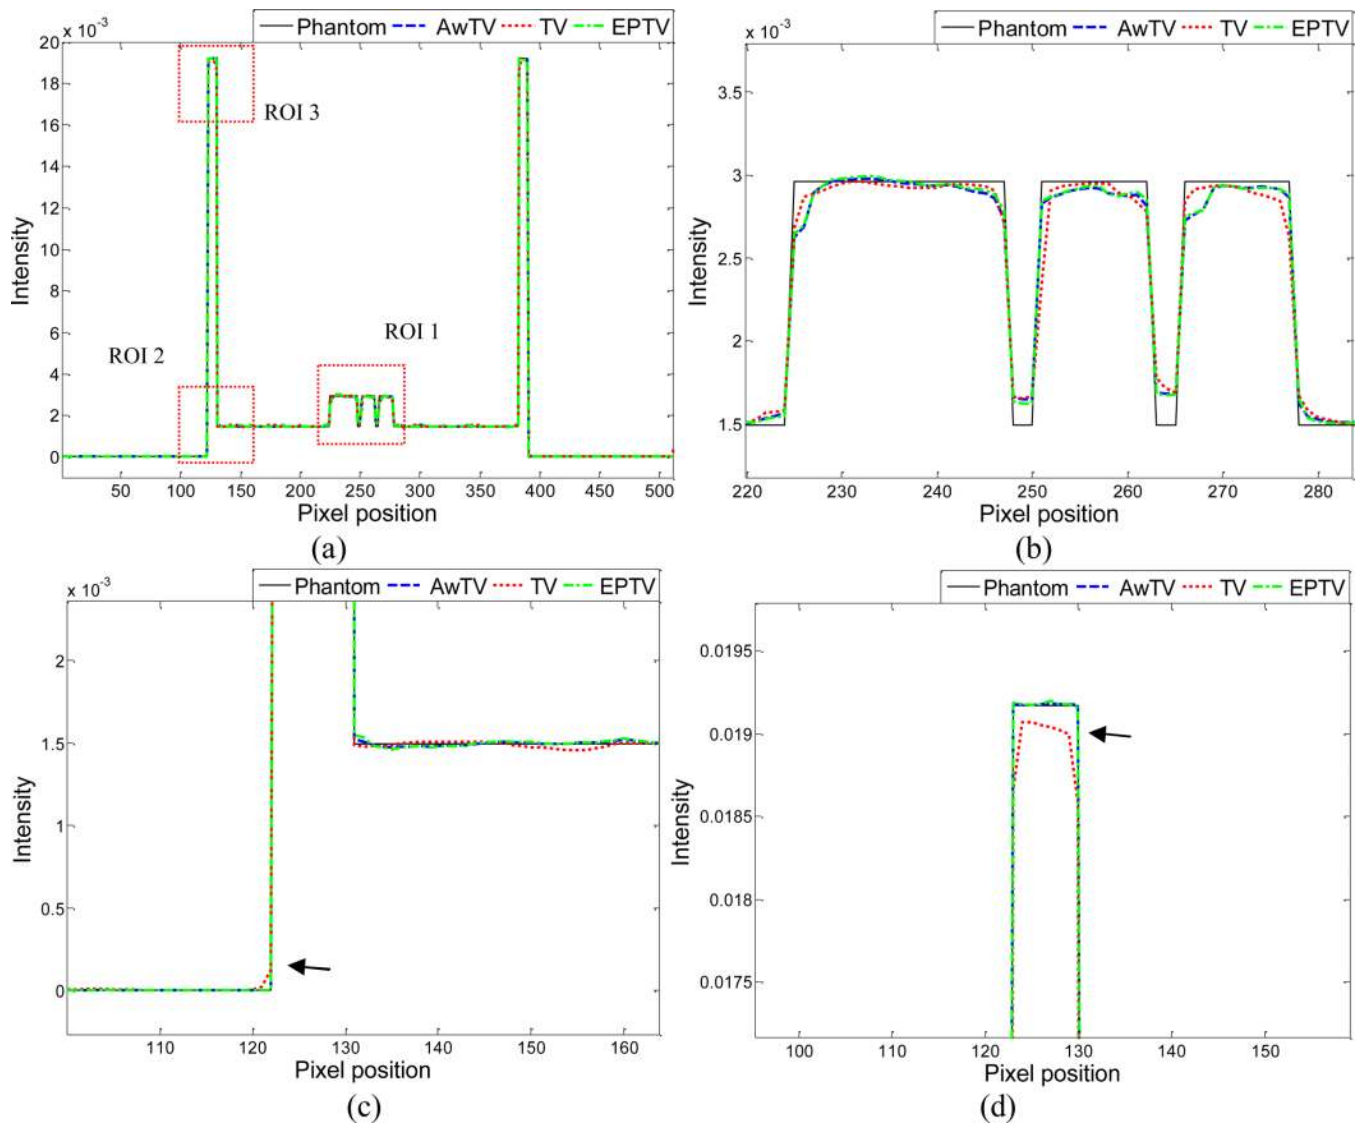 Phantom AwTV TV EPTV
x 10⁻³
20
18
16
14
12
10
8
6
4
2
0
Intensity
ROI 3
ROI 2
ROI 1
50 100 150 200 250 300 350 400 450 500
Pixel position
(a)
Phantom AwTV TV EPTV
x 10⁻³
3.5
3
2.5
2
1.5
Intensity
220 230 240 250 260 270 280
Pixel position
(b)
Phantom AwTV TV EPTV
x 10⁻³
2
1.5
1
0.5
0
Intensity
110 120 130 140 150 160
Pixel position
(c)
Phantom AwTV TV EPTV
0.0195
0.019
0.0185
0.018
0.0175
Intensity
100 110 120 130 140 150
Pixel position
(d)